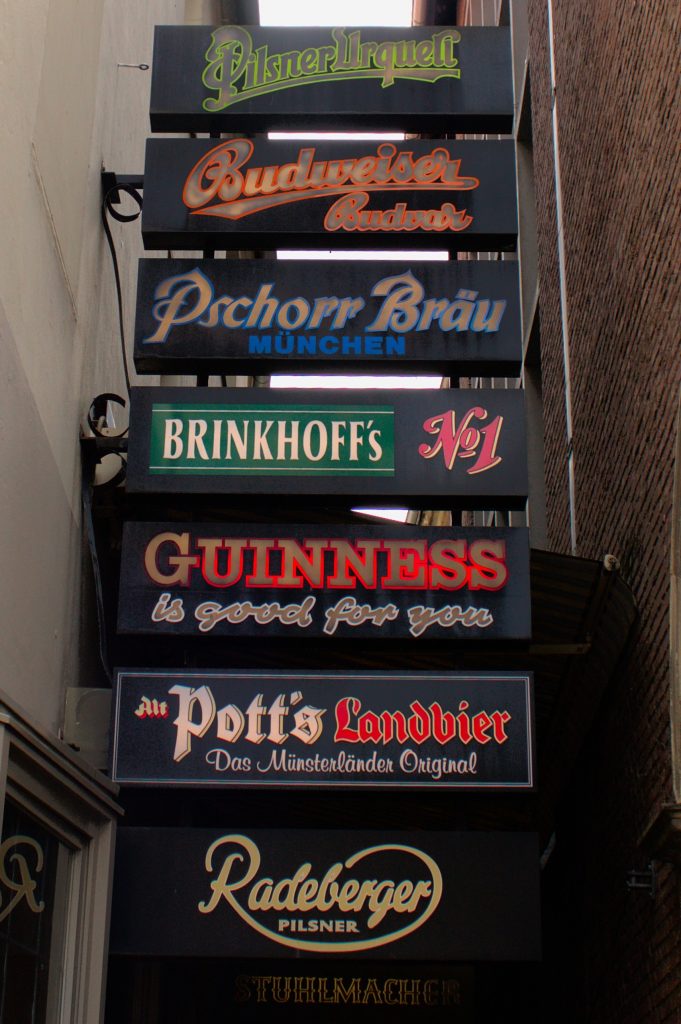 Pilsner Urquell
Budweiser
Budvar
Pschorr Bräu
MÜNCHEN
BRINKHOFF's No1
GUINNESS
is good for you
Alt Pott's Landbier
Das Münsterländer Original
Radeberger
PILSNER
STUHLMACHER